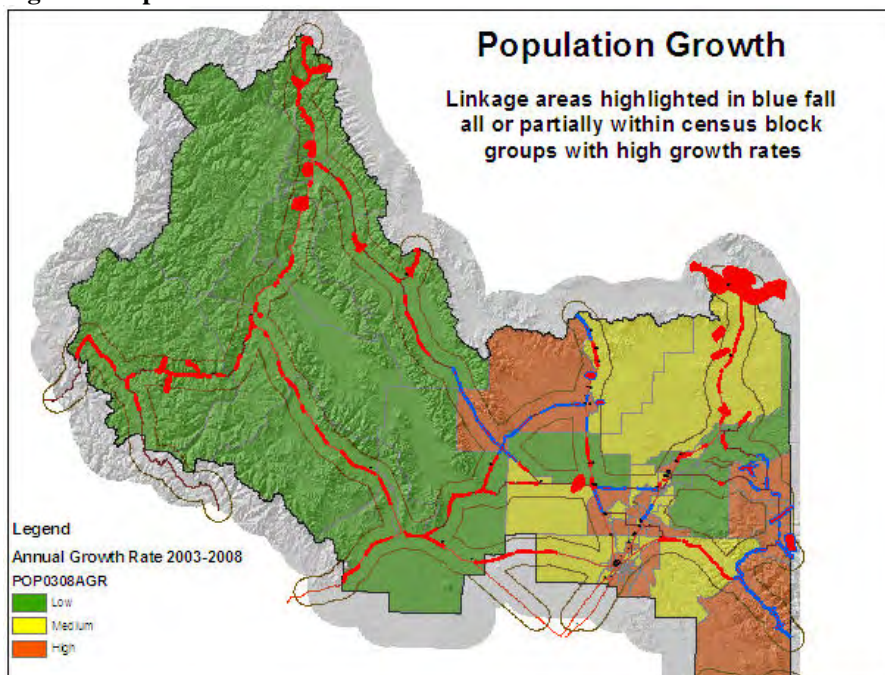 Population Growth
Linkage areas highlighted in blue fall
all or partially within census block
groups with high growth rates
Legend
Annual Growth Rate 2003-2008
POP0308AGR
Low
Medium
High